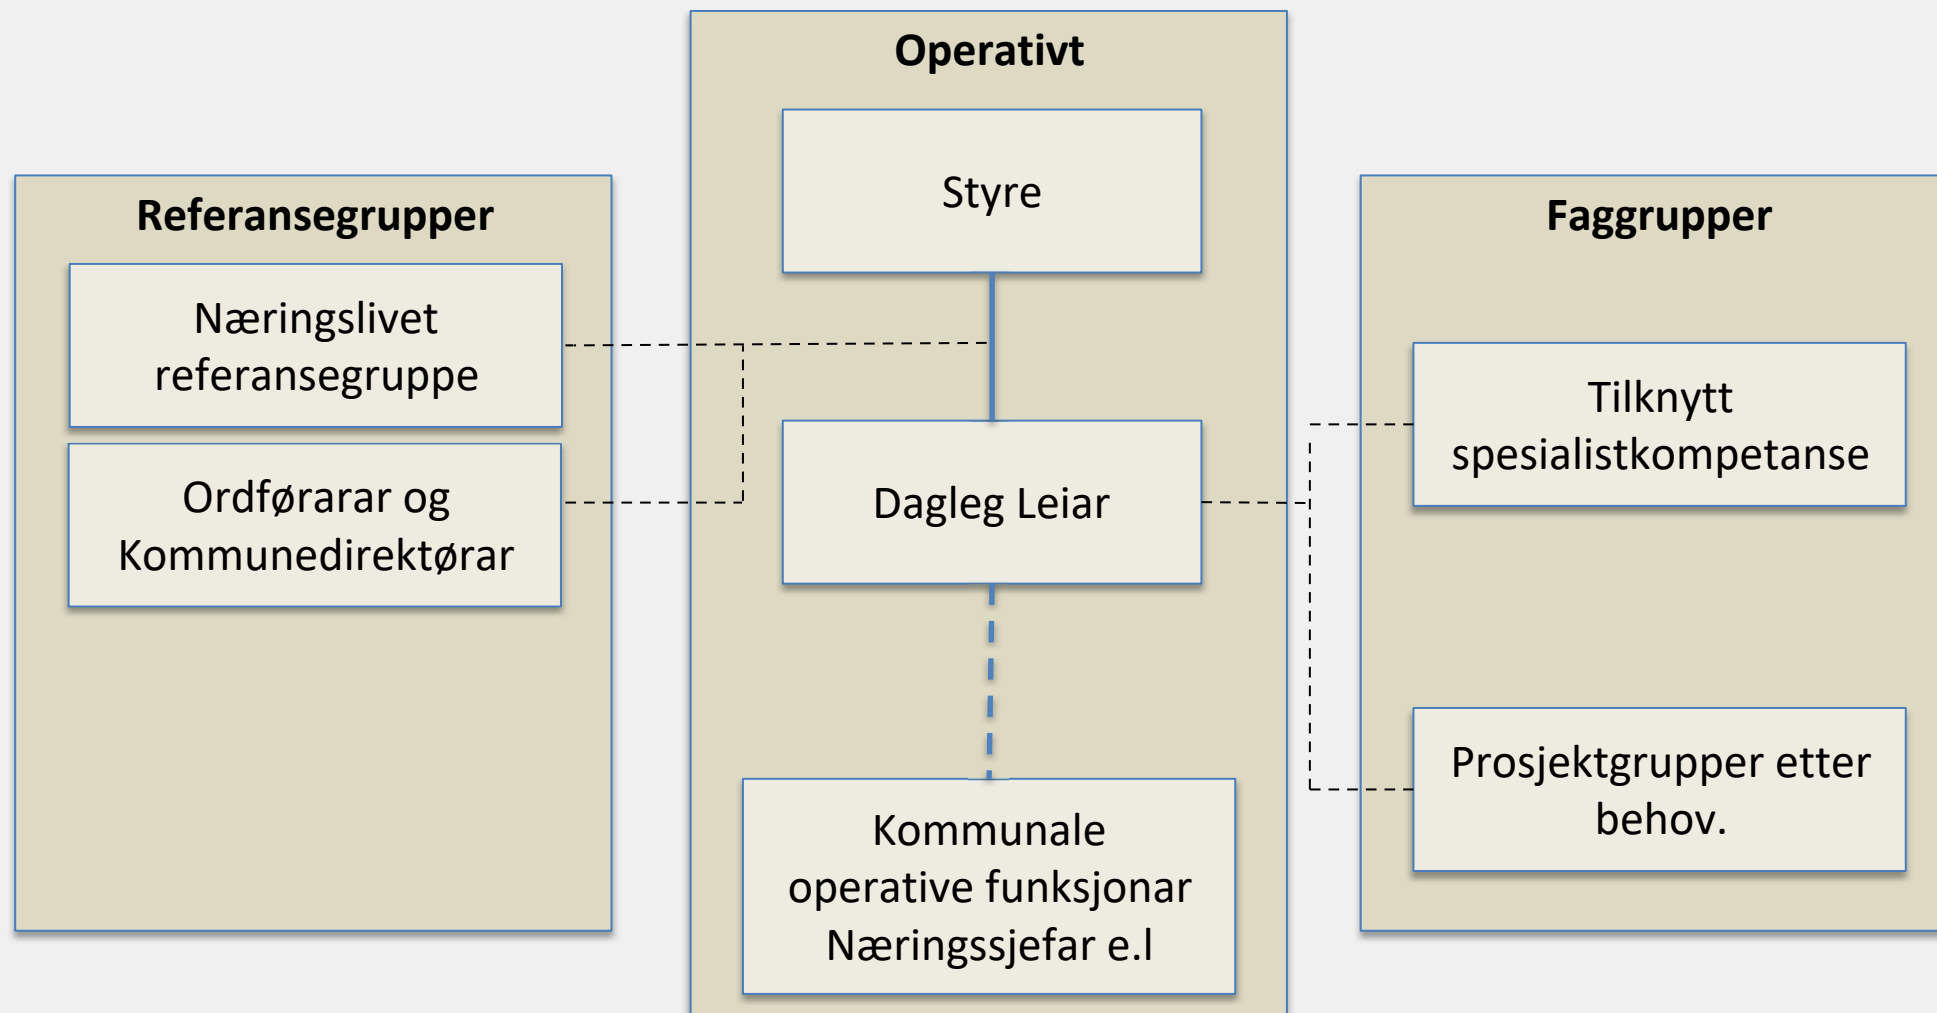 Referansegrupper
Næringslivet
referansegruppe
Ordførarar og
Kommunedirektørar
Operativt
Styre
Dagleg Leiar
Kommunale
operative funksjonar
Næringssjefar e.l
Faggrupper
Tilknytt
spesialistkompetanse
Prosjektgrupper etter
behov.